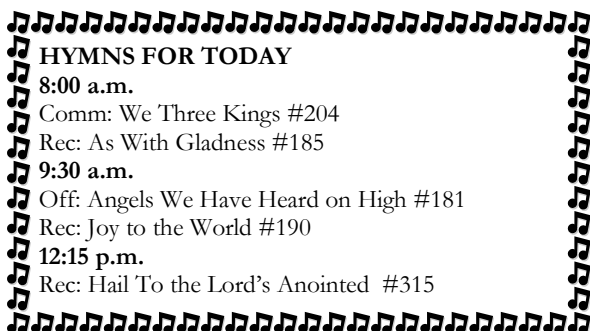 HYMNS FOR TODAY
8:00 a.m.
Comm: We Three Kings #204
Rec: As With Gladness #185
9:30 a.m.
Off: Angels We Have Heard on High #181
Rec: Joy to the World #190
12:15 p.m.
Rec: Hail To the Lord's Anointed  #315